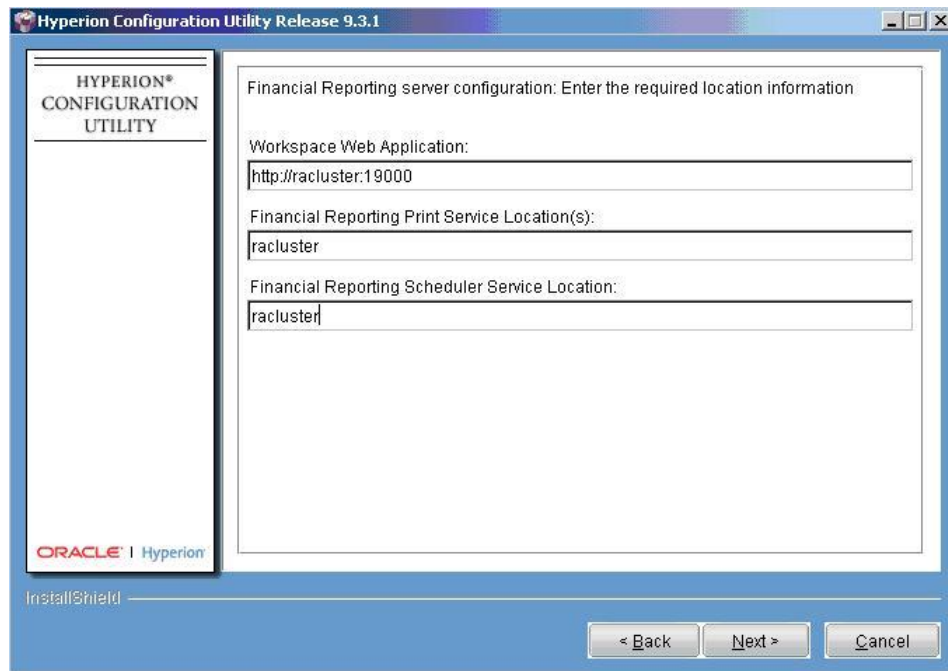 Hyperion Configuration Utility Release 9.3.1
HYPERION®
CONFIGURATION
UTILITY
Financial Reporting server configuration: Enter the required location information
Workspace Web Application:
http://racluster:19000
Financial Reporting Print Service Location(s):
racluster
Financial Reporting Scheduler Service Location:
racluster
ORACLE® | Hyperion
InstallShield
< Back
Next >
Cancel